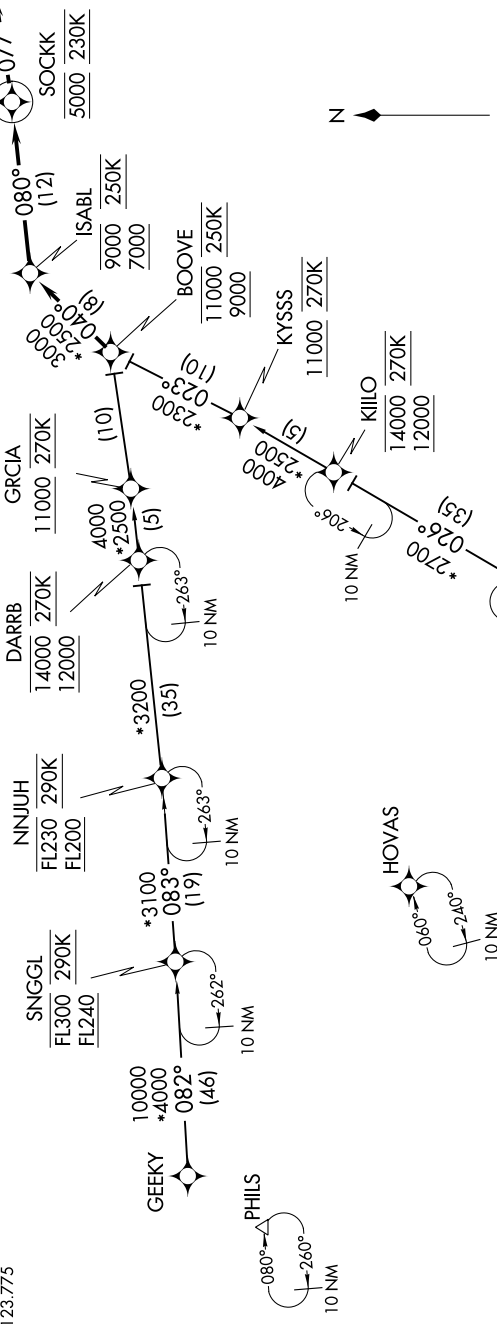 123.775
GEEKY
10000
*4000
082°
(46)
SNGGL
FL300 290K
FL240
262°
10 NM
*3100
083°
(19)
NNJUH
FL230 290K
FL200
263°
10 NM
*3200
(35)
DARRB
14000 270K
12000
263°
10 NM
4000
*2500
(5)
GRCIA
11000 270K
(10)
BOOVE
11000 250K
9000
3000
*2500
040°
(8)
ISABL
9000 250K
7000
080°
(12)
SOCKK
5000 230K
077
KYSSS
11000 270K
*2300
023°
(10)
4000
*2500
(5)
KIILO
14000 270K
12000
206°
10 NM
*2700
026°
(35)
HOVAS
060°
240°
10 NM
PHILS
080°
260°
10 NM
N